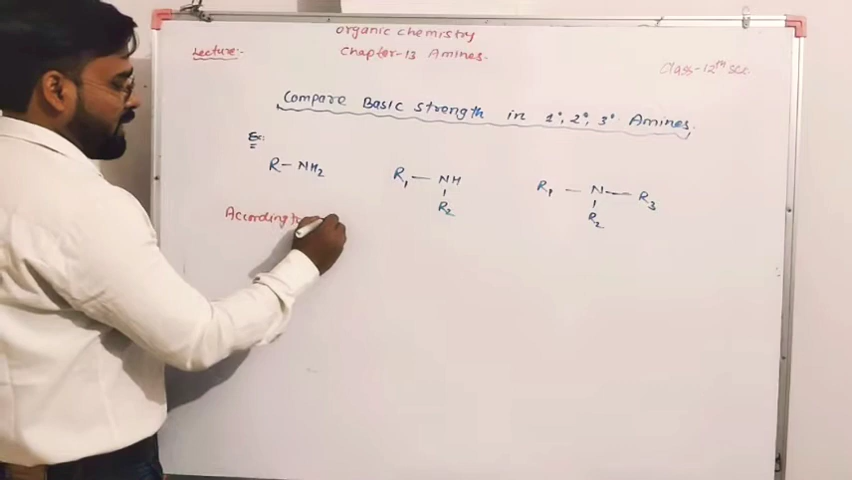 Organic chemistry
Lecture:-
Chapter-13 Amines.
Class-12th sci.
Compare Basic strength in 1°, 2°, 3° Amines.
Ex:
R-NH2
R1-NH
R2
R1-N-R3
R2
According to